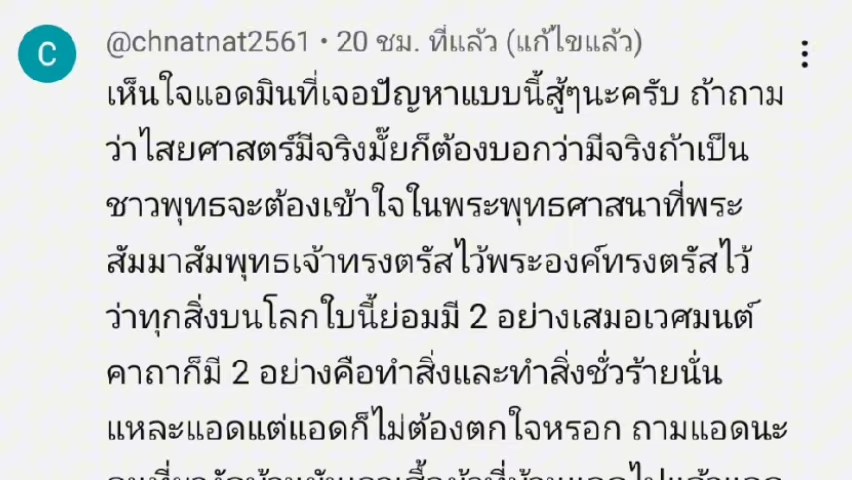 C
@chnatnat2561 • 20 ชม. ที่แล้ว (แก้ไขแล้ว)
เห็นใจแอดมินที่เจอปัญหาแบบนี้สู้ๆนะครับ ถ้าถาม
ว่าไสยศาสตร์มีจริงมั๊ยก็ต้องบอกว่ามีจริงถ้าเป็น
ชาวพุทธจะต้องเข้าใจในพระพุทธศาสนาที่พระ
สัมมาสัมพุทธเจ้าทรงตรัสไว้พระองค์ทรงตรัสไว้
ว่าทุกสิ่งบนโลกใบนี้ย่อมมี 2 อย่างเสมอเวศมนต์
คาถาก็มี 2 อย่างคือทำสิ่งและทำสิ่งชั่วร้ายนั่น
แหละแอดแต่แอดก็ไม่ต้องตกใจหรอก ถามแอดนะ